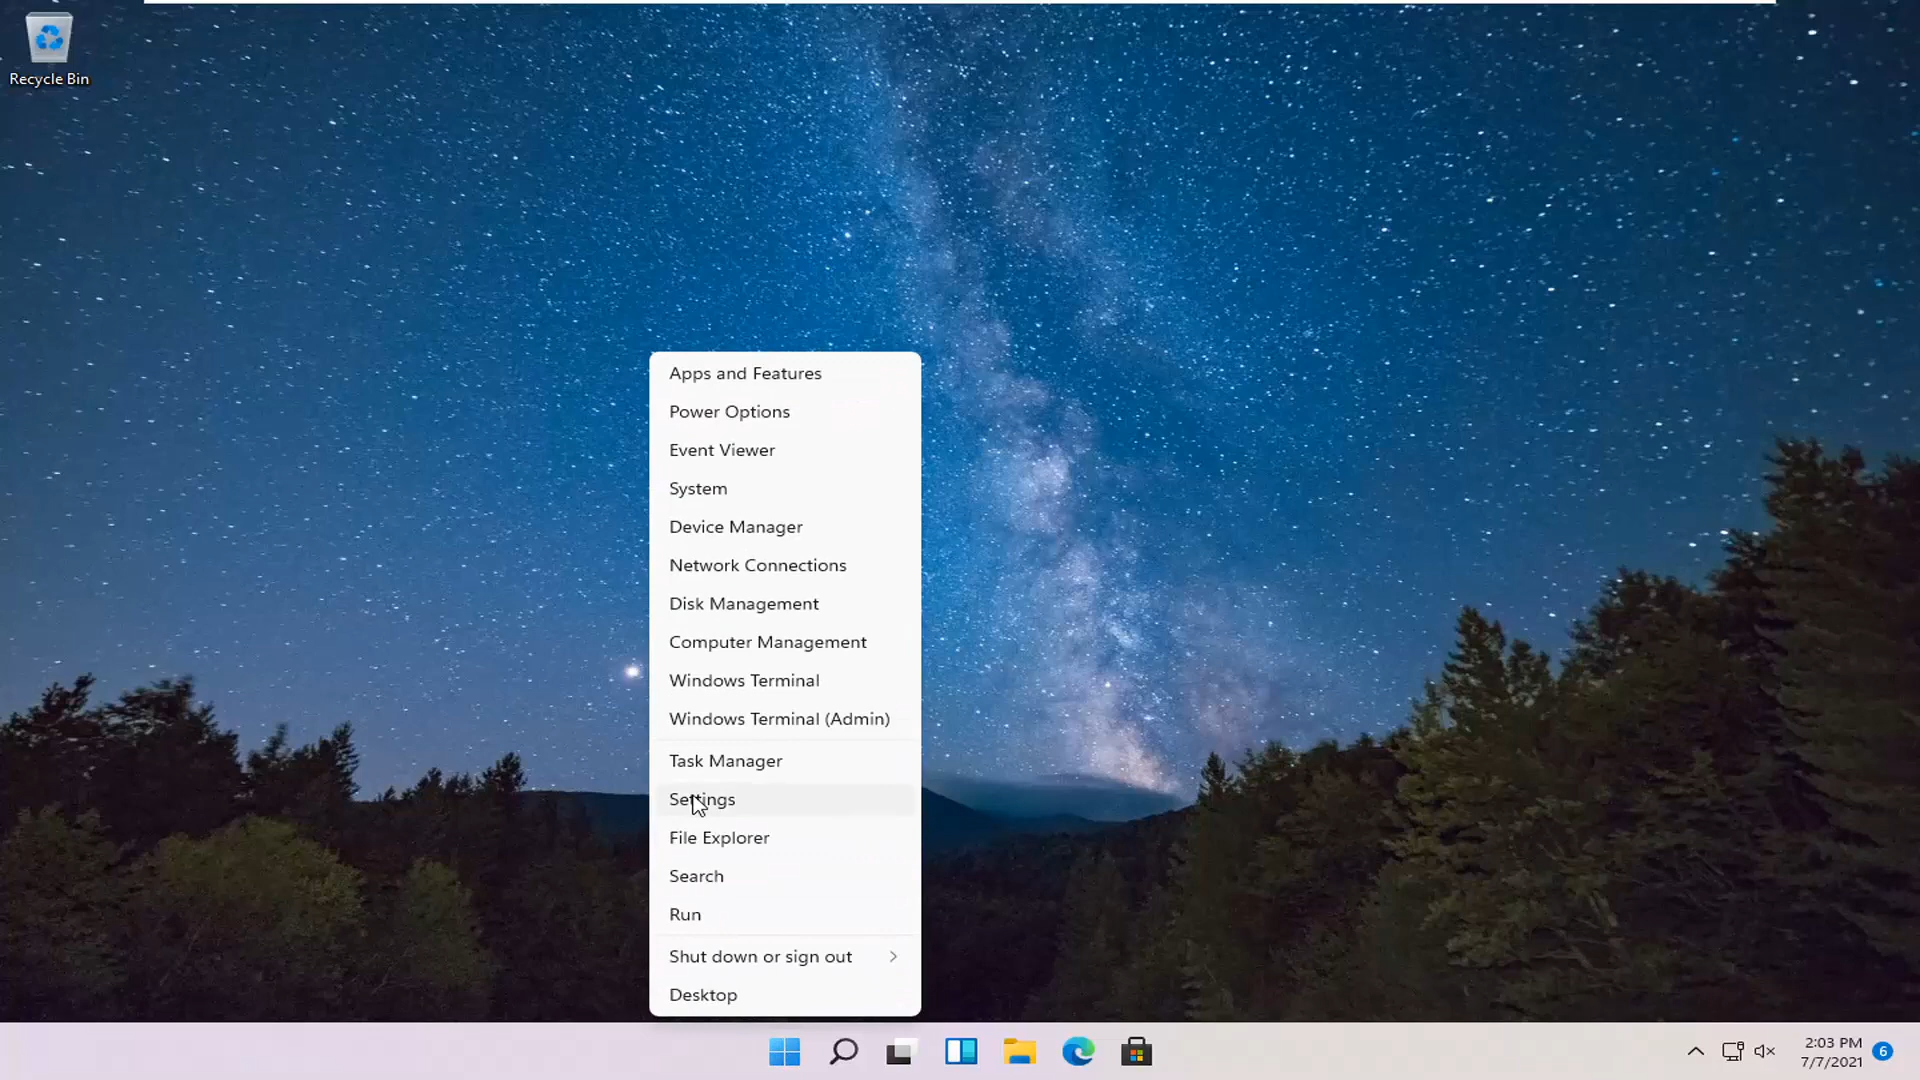 Recycle Bin
Apps and Features
Power Options
Event Viewer
System
Device Manager
Network Connections
Disk Management
Computer Management
Windows Terminal
Windows Terminal (Admin)
Task Manager
Settings
File Explorer
Search
Run
Shut down or sign out
Desktop
2:03 PM
7/7/2021
6